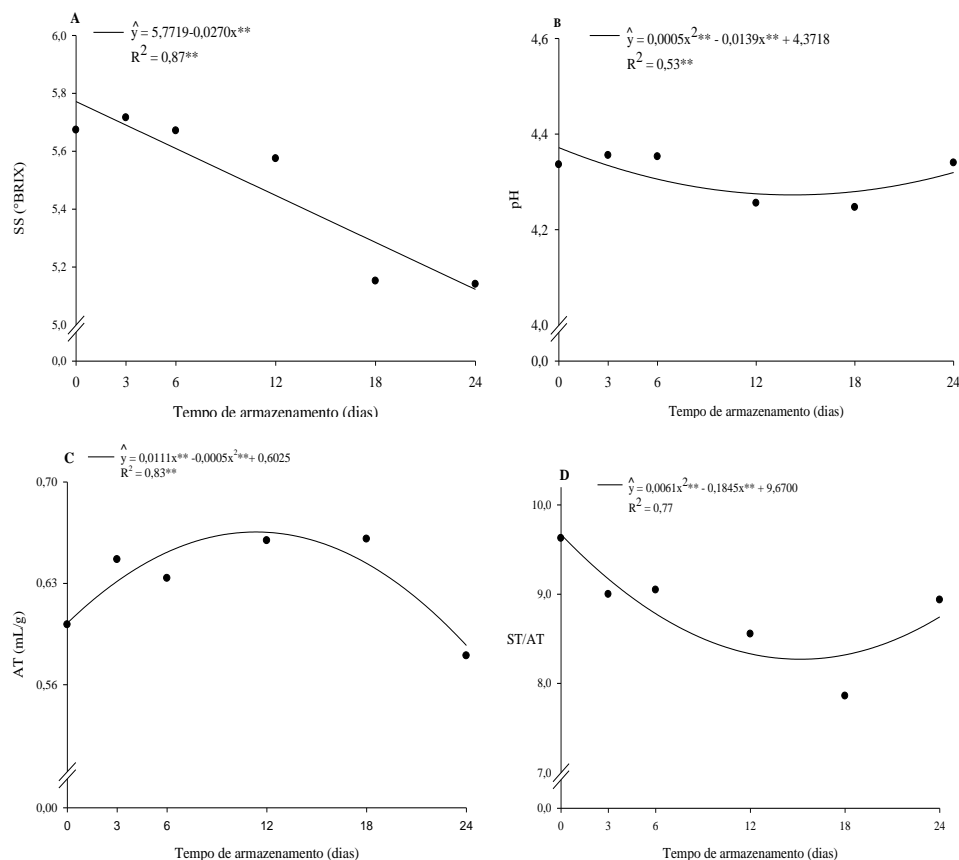 A
ŷ = 5,7719-0,0270x**
R² = 0,87**
6,0
5,8
5,6
5,4
5,2
5,0
0,0
SS (°BRIX)
0 3 6 12 18 24
Tempo de armazenamento (dias)
B
ŷ = 0,0005x²** - 0,0139x** + 4,3718
R² = 0,53**
4,6
4,4
4,2
4,0
0,0
pH
0 3 6 12 18 24
Tempo de armazenamento (dias)
C
ŷ = 0,0111x** -0,0005x²**+ 0,6025
R² = 0,83**
0,70
0,63
0,56
0,00
AT (mL/g)
0 3 6 12 18 24
Tempo de armazenamento (dias)
D
ŷ = 0,0061x²** - 0,1845x** + 9,6700
R² = 0,77
10,0
9,0
8,0
7,0
0,0
ST/AT
0 3 6 12 18 24
Tempo de armazenamento (dias)